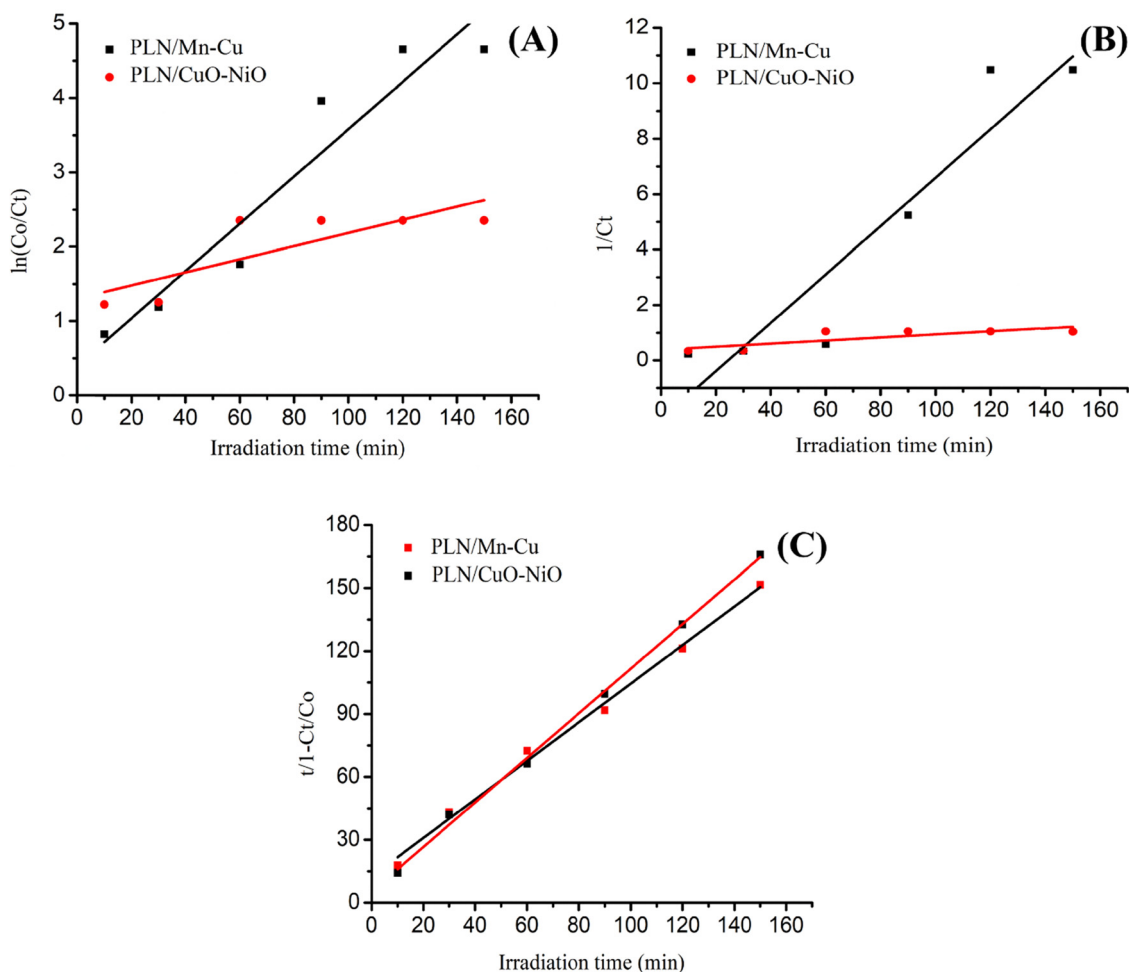 (A)
PLN/Mn-Cu
PLN/CuO-NiO
ln(Co/Ct)
5
4
3
2
1
0
0 20 40 60 80 100 120 140 160
Irradiation time (min)
(B)
PLN/Mn-Cu
PLN/CuO-NiO
1/Ct
12
10
8
6
4
2
0
0 20 40 60 80 100 120 140 160
Irradiation time (min)
(C)
PLN/Mn-Cu
PLN/CuO-NiO
t/1-Ct/Co
180
150
120
90
60
30
0
0 20 40 60 80 100 120 140 160
Irradiation time (min)